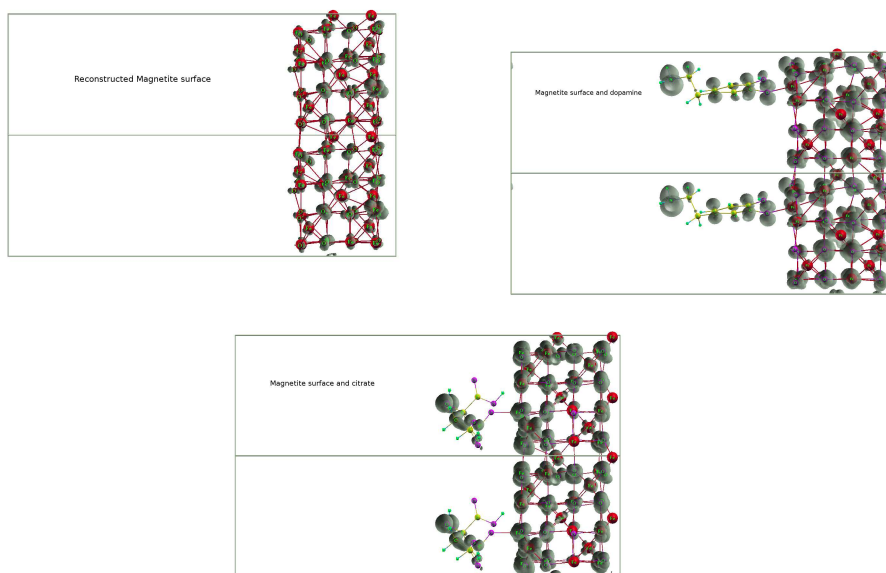 Reconstructed Magnetite surface
Magnetite surface and dopamine
Magnetite surface and citrate